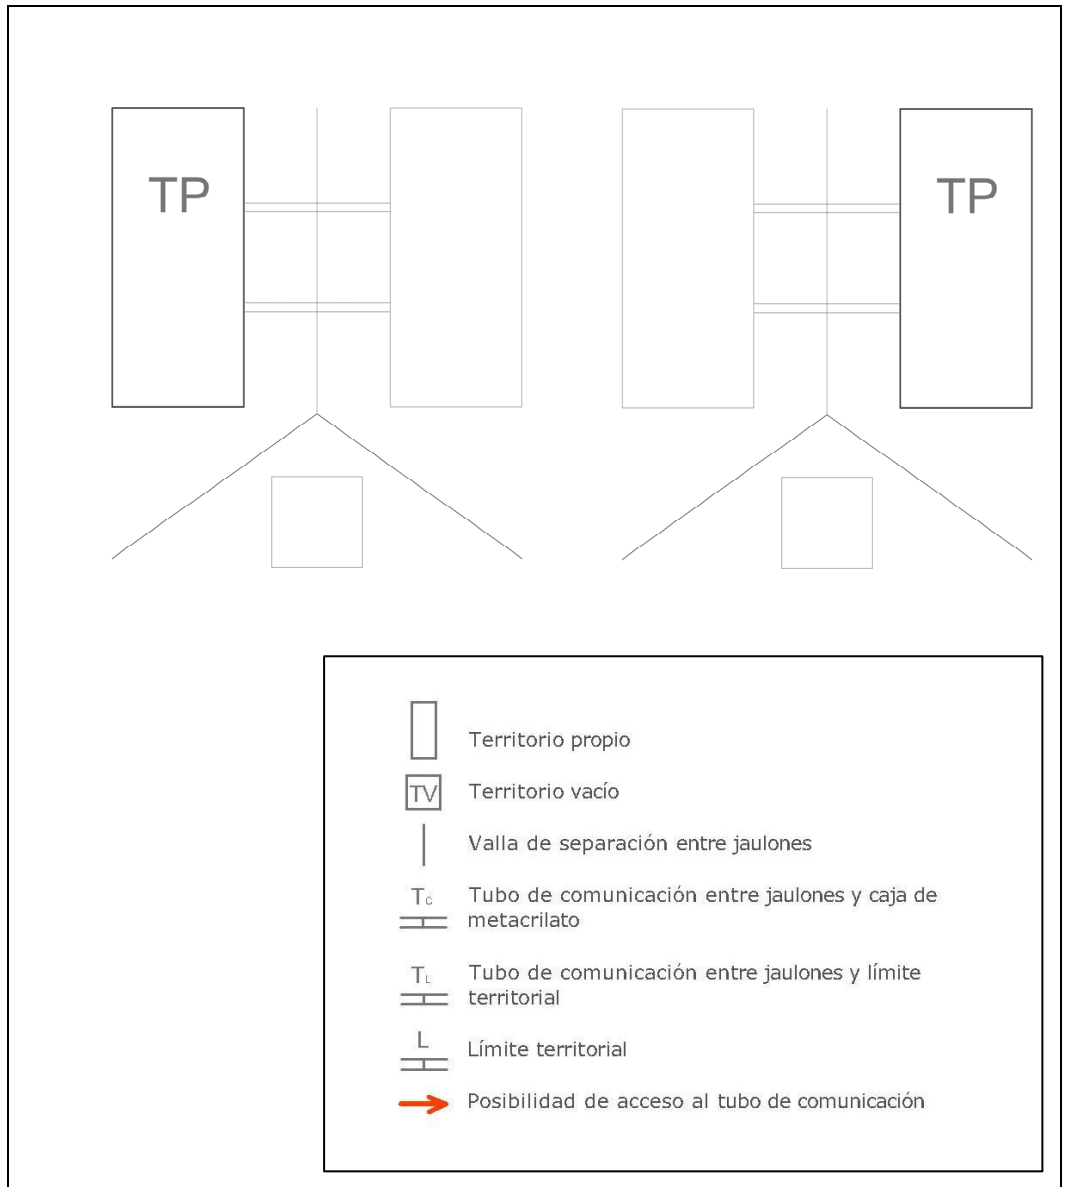 TP
TP
Territorio propio
TV
Territorio vacío
Valla de separación entre jaulones
Tc
Tubo de comunicación entre jaulones y caja de
metacrilato
TL
Tubo de comunicación entre jaulones y límite
territorial
L
Límite territorial
Posibilidad de acceso al tubo de comunicación